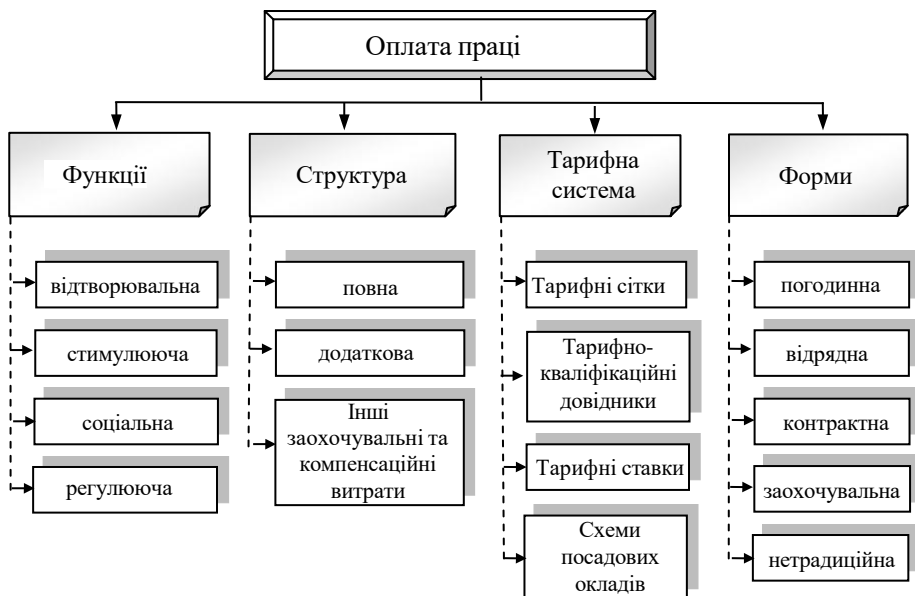 Оплата праці
Функції
Структура
Тарифна
система
Форми
відтворювальна
стимулююча
соціальна
регулююча
повна
додаткова
Інші
заохочувальні та
компенсаційні
витрати
Тарифні сітки
Тарифно-
кваліфікаційні
довідники
Тарифні ставки
Схеми
посадових
окладів
погодинна
відрядна
контрактна
заохочувальна
нетрадиційна